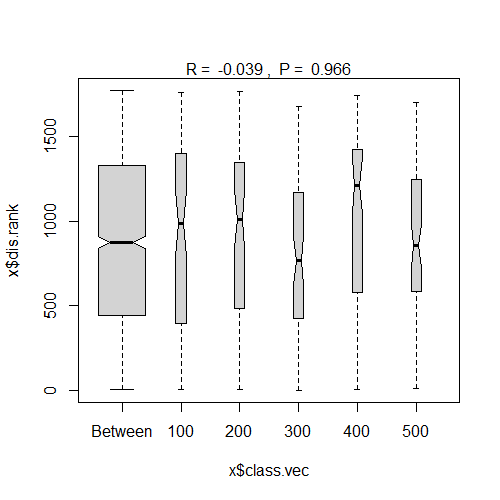 R = -0.039 , P = 0.966
x$dis.rank
1500
1000
500
0
Between 100 200 300 400 500
x$class.vec